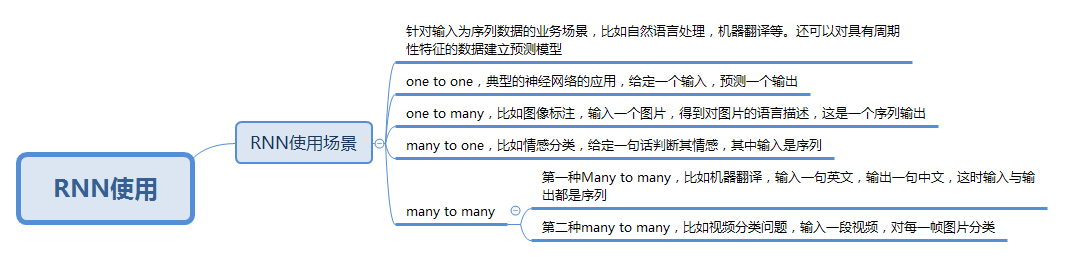 RNN使用
RNN使用场景
针对输入为序列数据的业务场景，比如自然语言处理，机器翻译等。还可以对具有周期
性特征的数据建立预测模型
one to one，典型的神经网络的应用，给定一个输入，预测一个输出
one to many，比如图像标注，输入一个图片，得到对图片的语言描述，这是一个序列输出
many to one，比如情感分类，给定一句话判断其情感，其中输入是序列
many to many
第一种Many to many，比如机器翻译，输入一句英文，输出一句中文，这时输入与输
出都是序列
第二种many to many，比如视频分类问题，输入一段视频，对每一帧图片分类